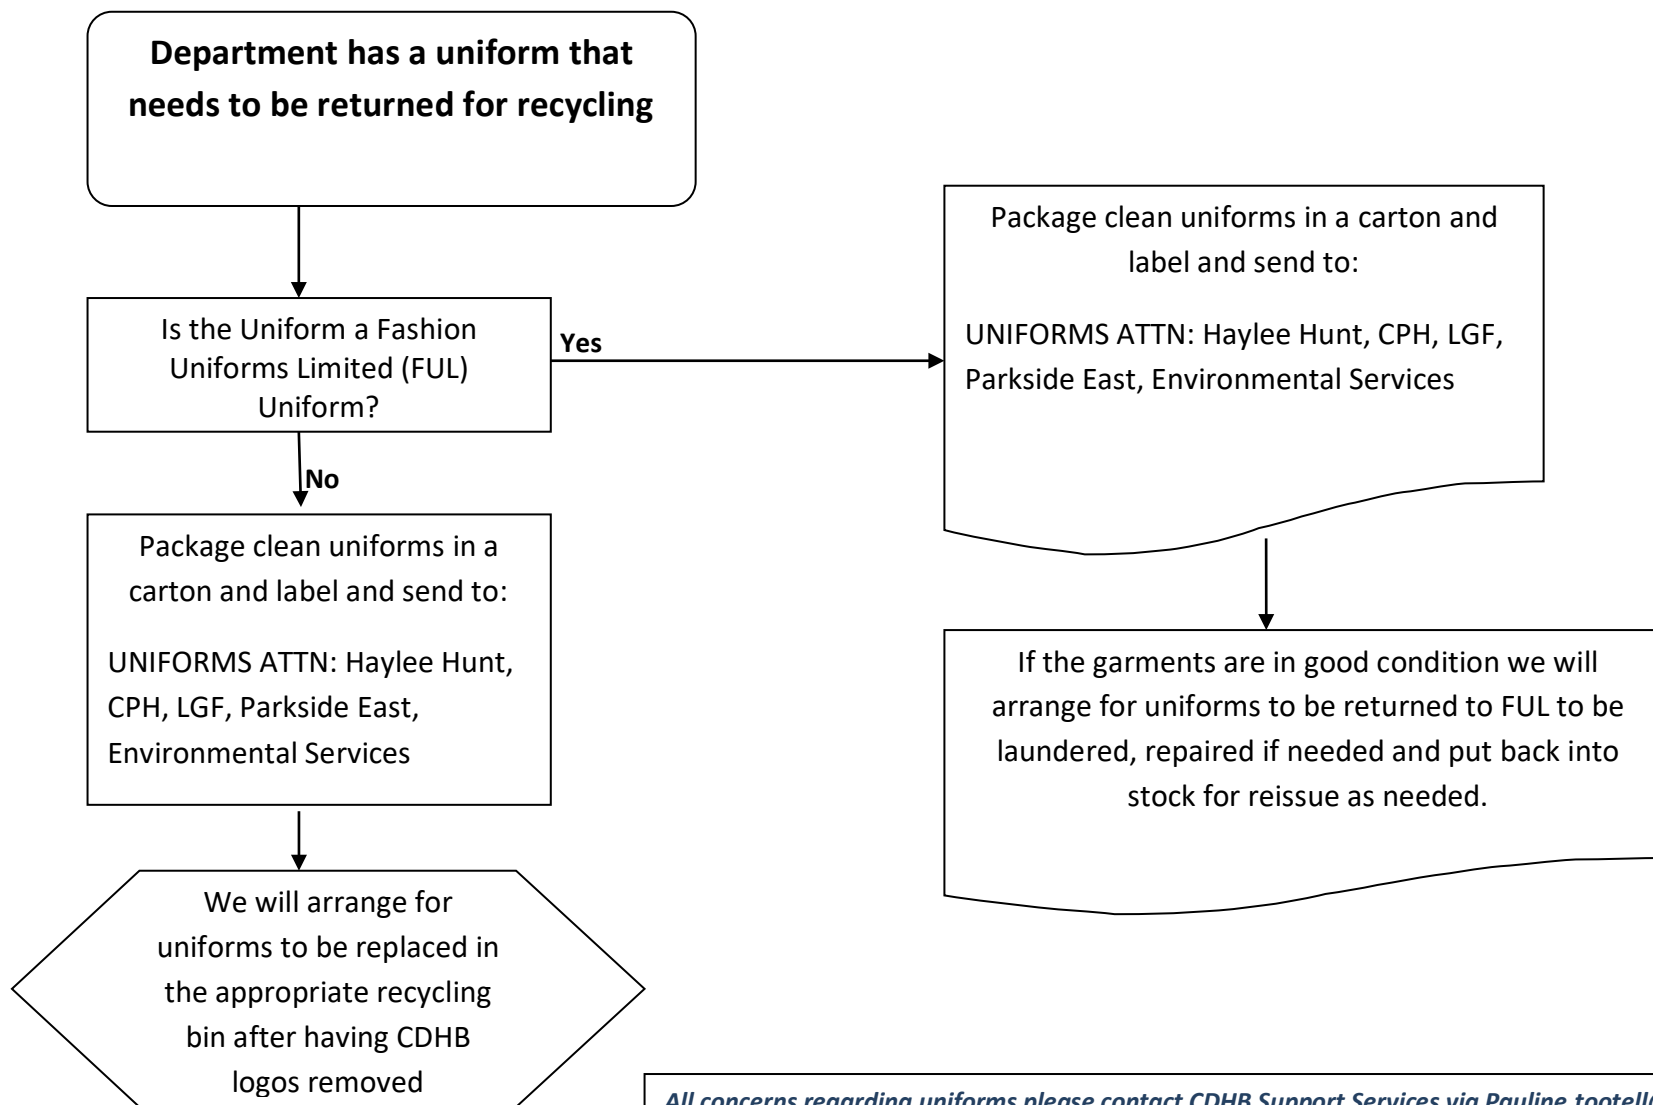 Department has a uniform that
needs to be returned for recycling
Is the Uniform a Fashion
Uniforms Limited (FUL)
Uniform?
Yes
No
Package clean uniforms in a carton and
label and send to:
UNIFORMS ATTN: Haylee Hunt, CPH, LGF,
Parkside East, Environmental Services
Package clean uniforms in a
carton and label and send to:
UNIFORMS ATTN: Haylee Hunt,
CPH, LGF, Parkside East,
Environmental Services
If the garments are in good condition we will
arrange for uniforms to be returned to FUL to be
laundered, repaired if needed and put back into
stock for reissue as needed.
We will arrange for
uniforms to be replaced in
the appropriate recycling
bin after having CDHB
logos removed
All concerns regarding uniforms please contact CDHB Support Services via Pauline